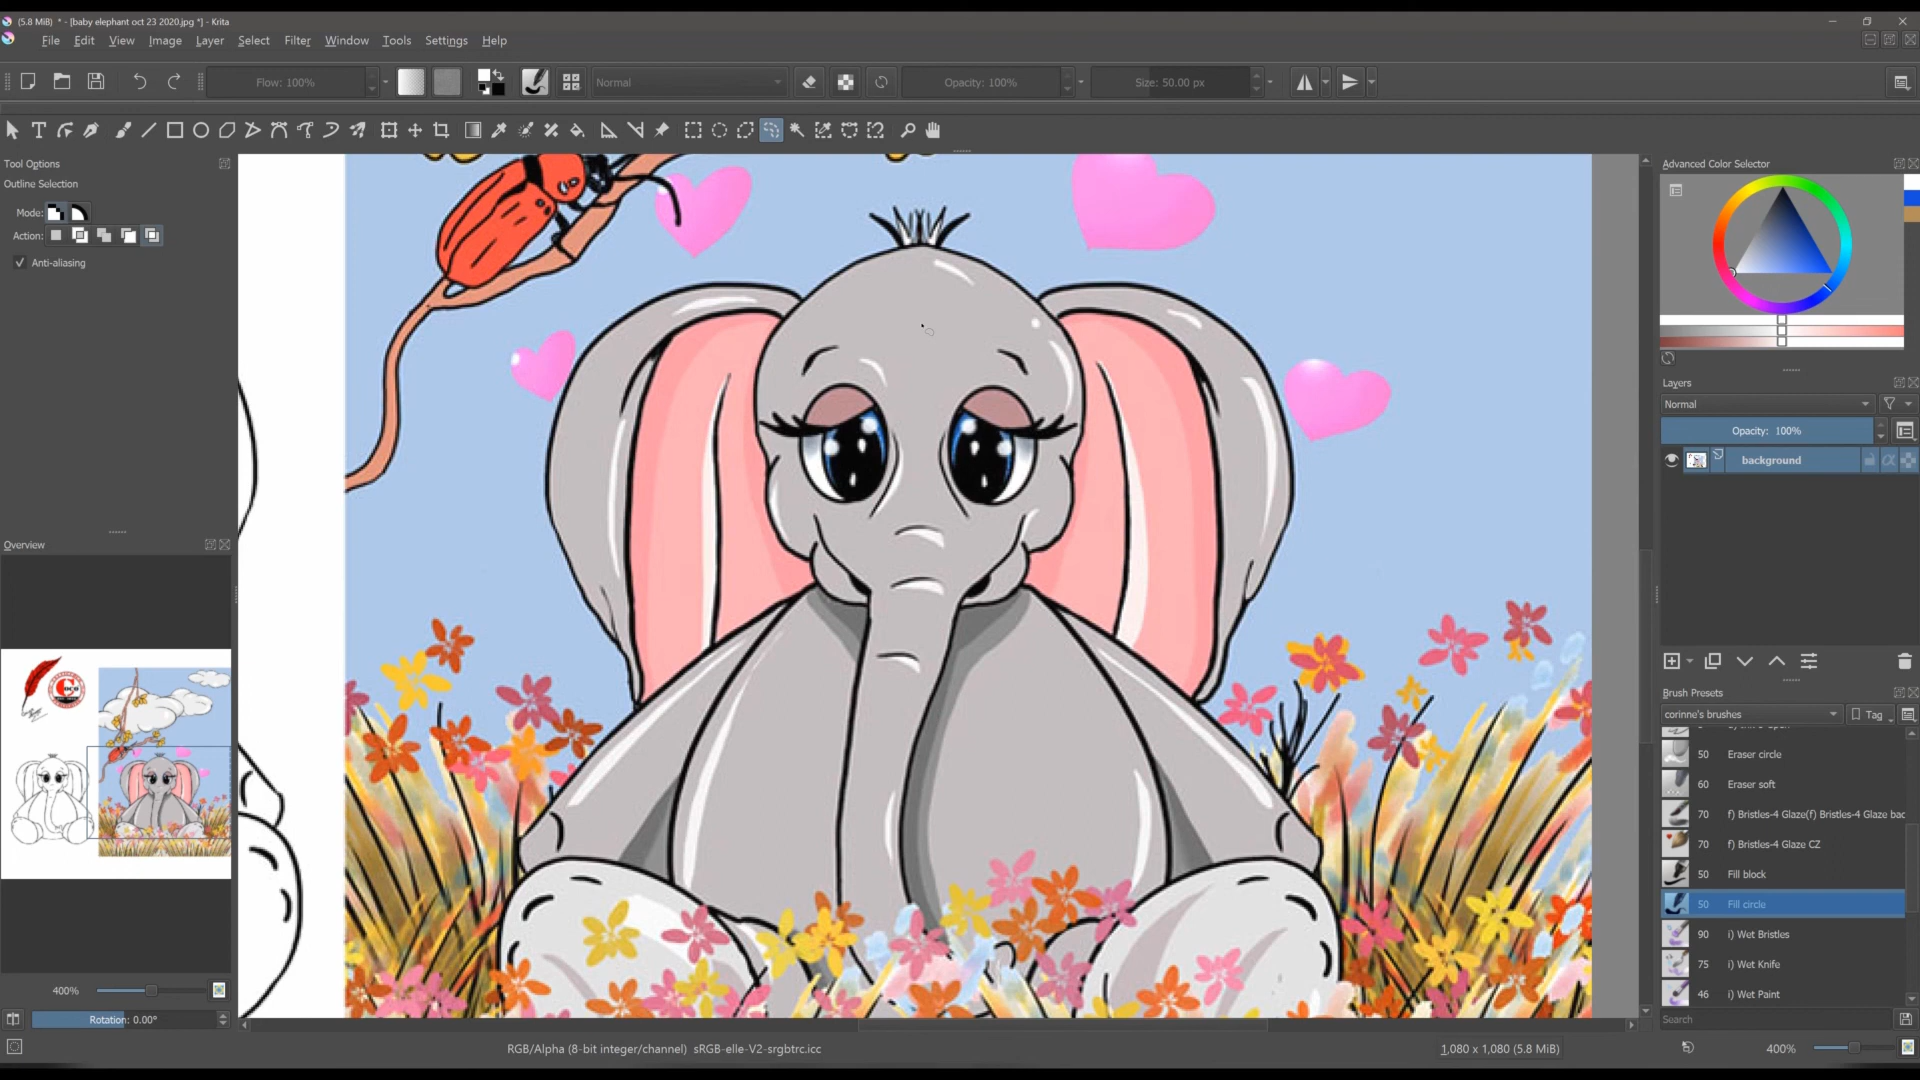 (5.8 MiB) * - [baby elephant oct 23 2020.jpg *] - Krita
File Edit View Image Layer Select Filter Window Tools Settings Help
Flow: 100%
Normal
Opacity: 100%
Size: 50.00 px
Tool Options
Outline Selection
Mode:
Action:
Anti-aliasing
Overview
400%
Rotation: 0.00°
RGB/Alpha (8-bit integer/channel) sRGB-elle-V2-srgbtrc.icc
1,080 x 1,080 (5.8 MiB)
400%
Advanced Color Selector
Layers
Normal
Opacity: 100%
background
Brush Presets
corinne's brushes
Tag
50 Eraser circle
60 Eraser soft
70 f) Bristles-4 Glaze(f) Bristles-4 Glaze bac
70 f) Bristles-4 Glaze CZ
50 Fill block
50 Fill circle
90 i) Wet Bristles
75 i) Wet Knife
46 i) Wet Paint
Search